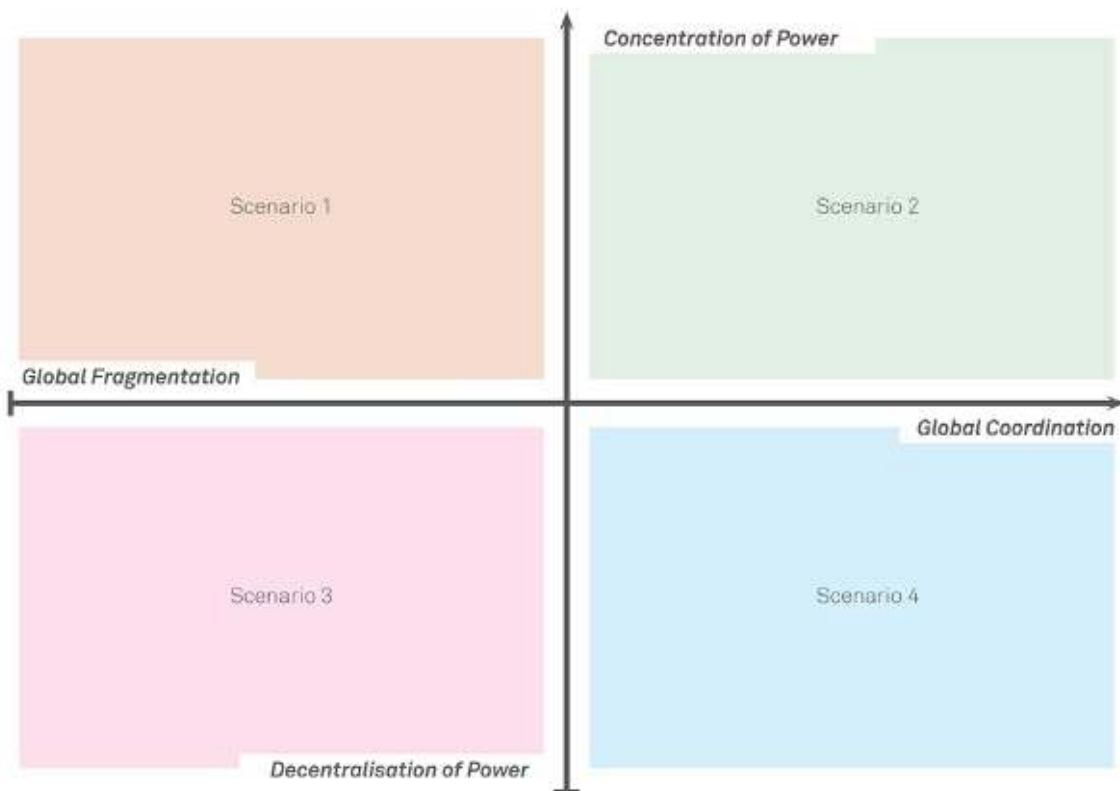 Concentration of Power
Scenario 1
Scenario 2
Global Fragmentation
Global Coordination
Scenario 3
Scenario 4
Decentralisation of Power